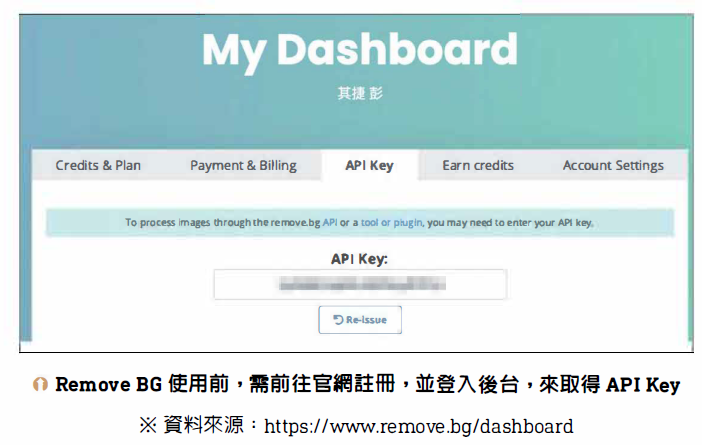 My Dashboard
其捷 彭
Credits & Plan Payment & Billing API Key Earn credits Account Settings
To process images through the remove.bg API or a tool or plugin, you may need to enter your API key.
API Key:
Re-Issue
Remove BG 使用前，需前往官網註冊，並登入後台，來取得 API Key
※ 資料來源：https://www.remove.bg/dashboard